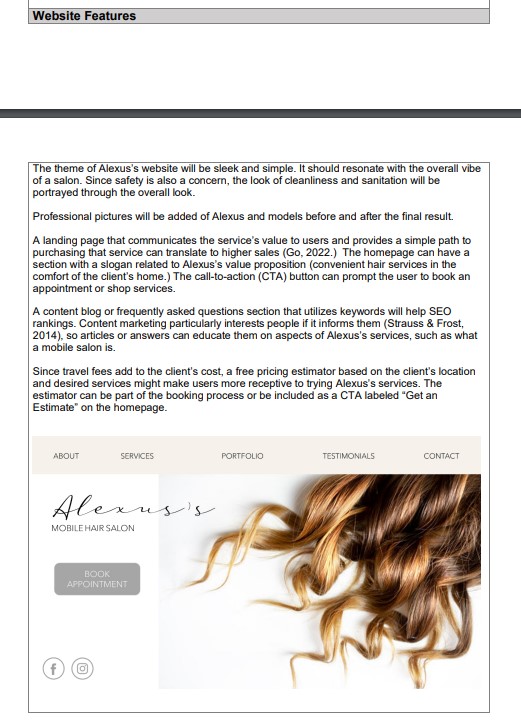 Website Features
The theme of Alexus's website will be sleek and simple. It should resonate with the overall vibe
of a salon. Since safety is also a concern, the look of cleanliness and sanitation will be
portrayed through the overall look.
Professional pictures will be added of Alexus and models before and after the final result.
A landing page that communicates the service's value to users and provides a simple path to
purchasing that service can translate to higher sales (Go, 2022.)  The homepage can have a
section with a slogan related to Alexus's value proposition (convenient hair services in the
comfort of the client's home.) The call-to-action (CTA) button can prompt the user to book an
appointment or shop services.
A content blog or frequently asked questions section that utilizes keywords will help SEO
rankings. Content marketing particularly interests people if it informs them (Strauss & Frost,
2014), so articles or answers can educate them on aspects of Alexus's services, such as what
a mobile salon is.
Since travel fees add to the client's cost, a free pricing estimator based on the client's location
and desired services might make users more receptive to trying Alexus's services. The
estimator can be part of the booking process or be included as a CTA labeled "Get an
Estimate" on the homepage.
ABOUT SERVICES PORTFOLIO TESTIMONIALS CONTACT
Alexus's
MOBILE HAIR SALON
BOOK
APPOINTMENT